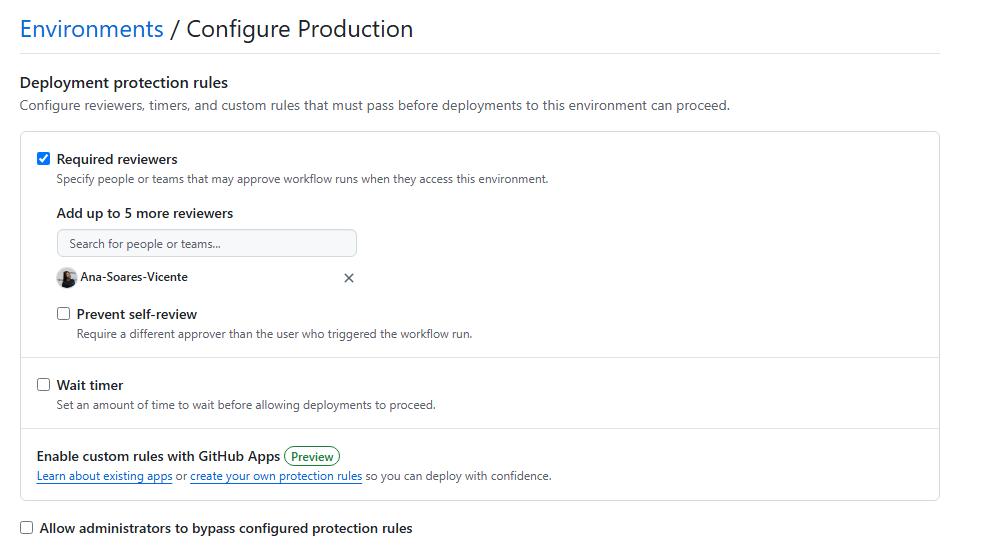 Environments / Configure Production
Deployment protection rules
Configure reviewers, timers, and custom rules that must pass before deployments to this environment can proceed.
Required reviewers
Specify people or teams that may approve workflow runs when they access this environment.
Add up to 5 more reviewers
Search for people or teams...
Ana-Soares-Vicente
Prevent self-review
Require a different approver than the user who triggered the workflow run.
Wait timer
Set an amount of time to wait before allowing deployments to proceed.
Enable custom rules with GitHub Apps Preview
Learn about existing apps or create your own protection rules so you can deploy with confidence.
Allow administrators to bypass configured protection rules